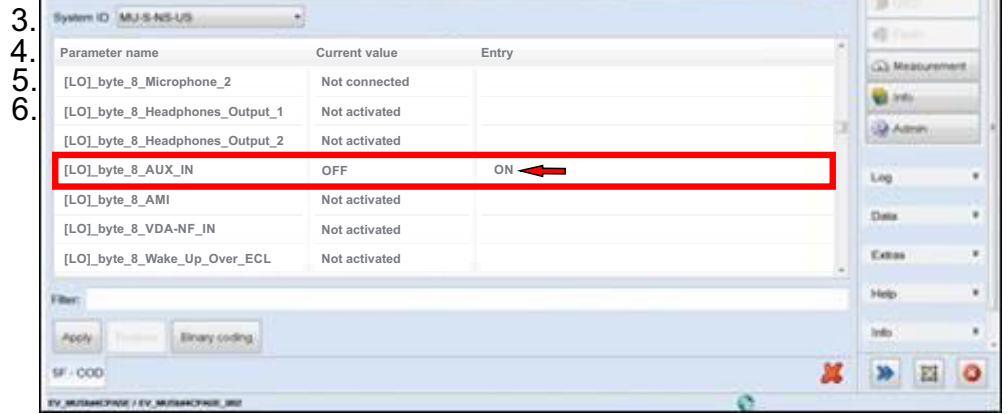 3.
4.
5.
6.
System ID MU-S-NS-US
Parameter name Current value Entry
[LO]_byte_8_Microphone_2 Not connected
[LO]_byte_8_Headphones_Output_1 Not activated
[LO]_byte_8_Headphones_Output_2 Not activated
[LO]_byte_8_AUX_IN OFF ON
[LO]_byte_8_AMI Not activated
[LO]_byte_8_VDA-NF_IN Not activated
[LO]_byte_8_Wake_Up_Over_ECL Not activated
Filter:
Apply Binary coding
SF - COD
Measurement
Info
Admin
Log
Data
Extras
Help
Info